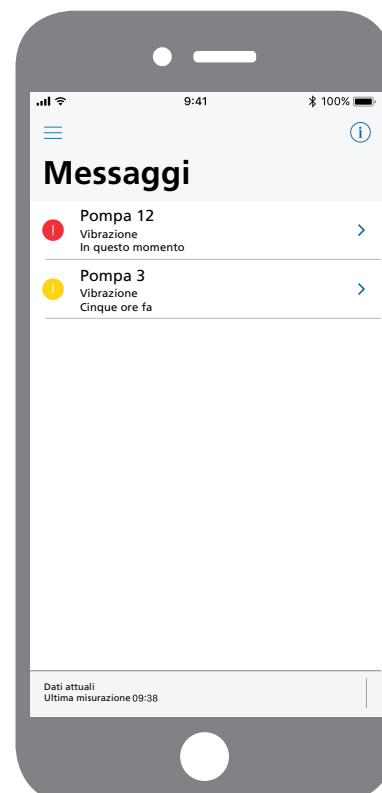 9:41
100%
Messaggi
Pompa 12
Vibrazione
In questo momento
Pompa 3
Vibrazione
Cinque ore fa
Dati attuali
Ultima misurazione 09:38